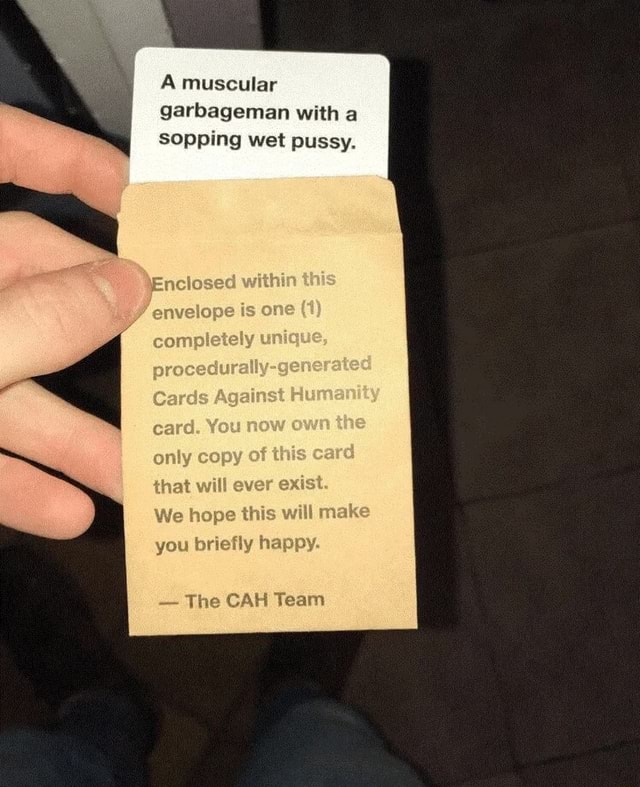 A muscular
garbageman with a
sopping wet pussy.
Enclosed within this
envelope is one (1)
completely unique,
procedurally-generated
Cards Against Humanity
card. You now own the
only copy of this card
that will ever exist.
We hope this will make
you briefly happy.
— The CAH Team